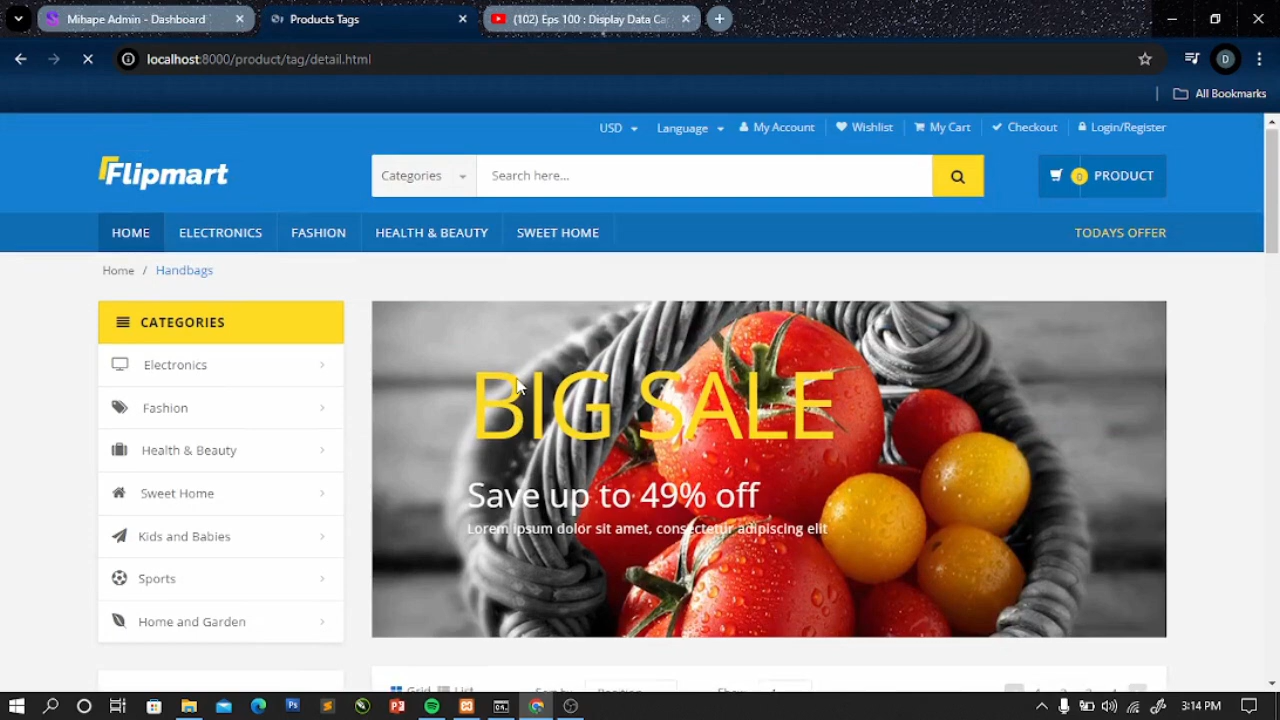 Mihape Admin - Dashboard
Products Tags
(102) Eps 100 : Display Data Ca
localhost:8000/product/tag/detail.html
D
All Bookmarks
USD
Language
My Account
Wishlist
My Cart
Checkout
Login/Register
Flipmart
Categories
Search here...
0
PRODUCT
HOME
ELECTRONICS
FASHION
HEALTH & BEAUTY
SWEET HOME
TODAYS OFFER
Home / Handbags
CATEGORIES
Electronics
Fashion
Health & Beauty
Sweet Home
Kids and Babies
Sports
Home and Garden
BIG SALE
Save up to 49% off
Lorem ipsum dolor sit amet, consectetur adipiscing elit
Grid
List
3:14 PM